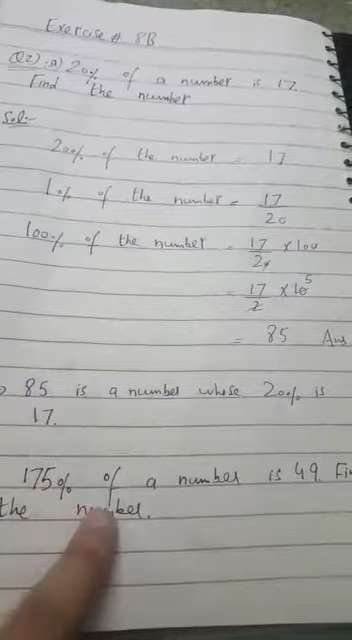 Exercise # 8B
Q2): a) 20% of a number is 17.
Find the number
Sol:-
20% of the number = 17
1% of the number = 17/20
100% of the number = 17/20 x 100
= 17/2 x 10 5
= 85 Ans
85 is a number whose 20% is
17.
175% of a number is 49. Fin
the number.